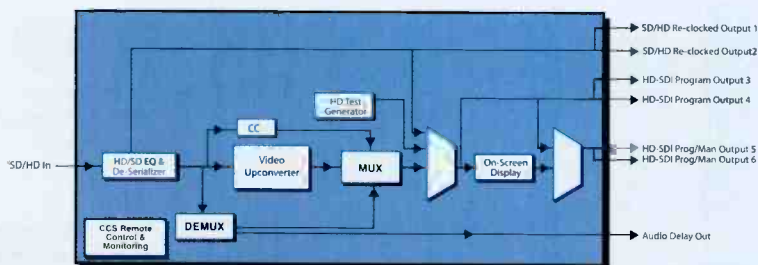 SD/HD Re-clocked Output 1
SD/HD Re-clocked Output2
HD-SDI Program Output 3
HD-SDI Program Output 4
HD Test
Generator
CC
SD/HD In
HD/SD EQ &
De-Serializer
Video
Upconverter
MUX
On-Screen
Display
HD-SDI Prog/Man Output 5
HD-SDI Prog/Man Output 6
CCS Remote
Control &
Monitoring
DEMUX
Audio Delay Out